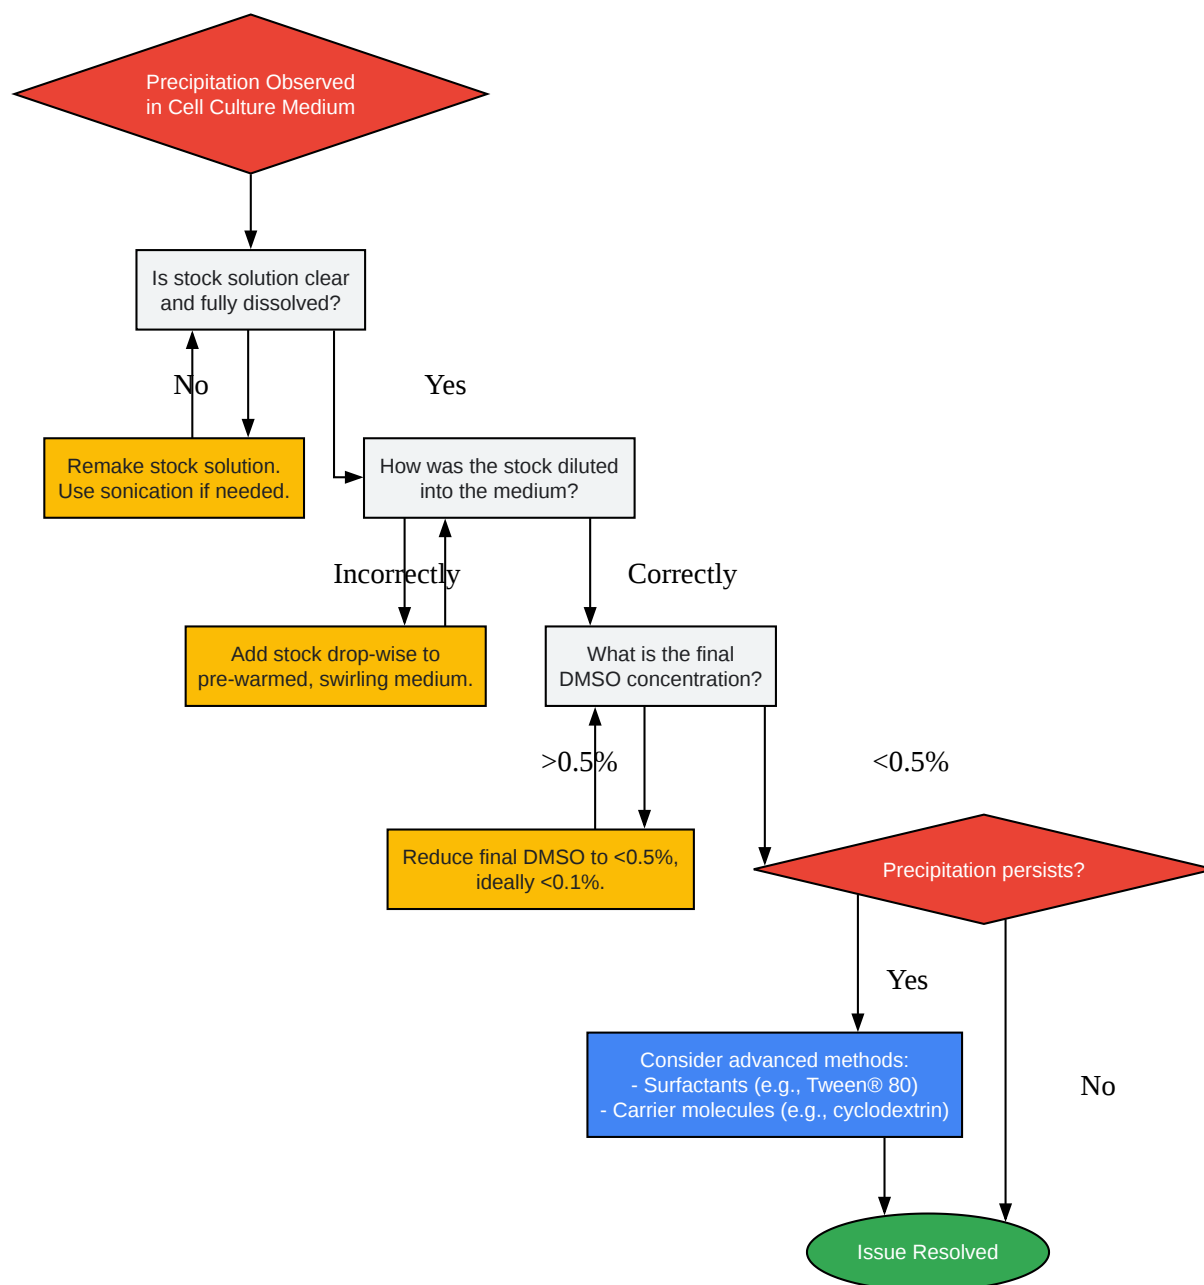 Precipitation Observed
in Cell Culture Medium
Is stock solution clear
and fully dissolved?
No
Yes
Remake stock solution.
Use sonication if needed.
How was the stock diluted
into the medium?
Incorrectly
Correctly
Add stock drop-wise to
pre-warmed, swirling medium.
What is the final
DMSO concentration?
>0.5%
<0.5%
Reduce final DMSO to <0.5%,
ideally <0.1%.
Precipitation persists?
Yes
Consider advanced methods:
- Surfactants (e.g., Tween® 80)
- Carrier molecules (e.g., cyclodextrin)
No
Issue Resolved